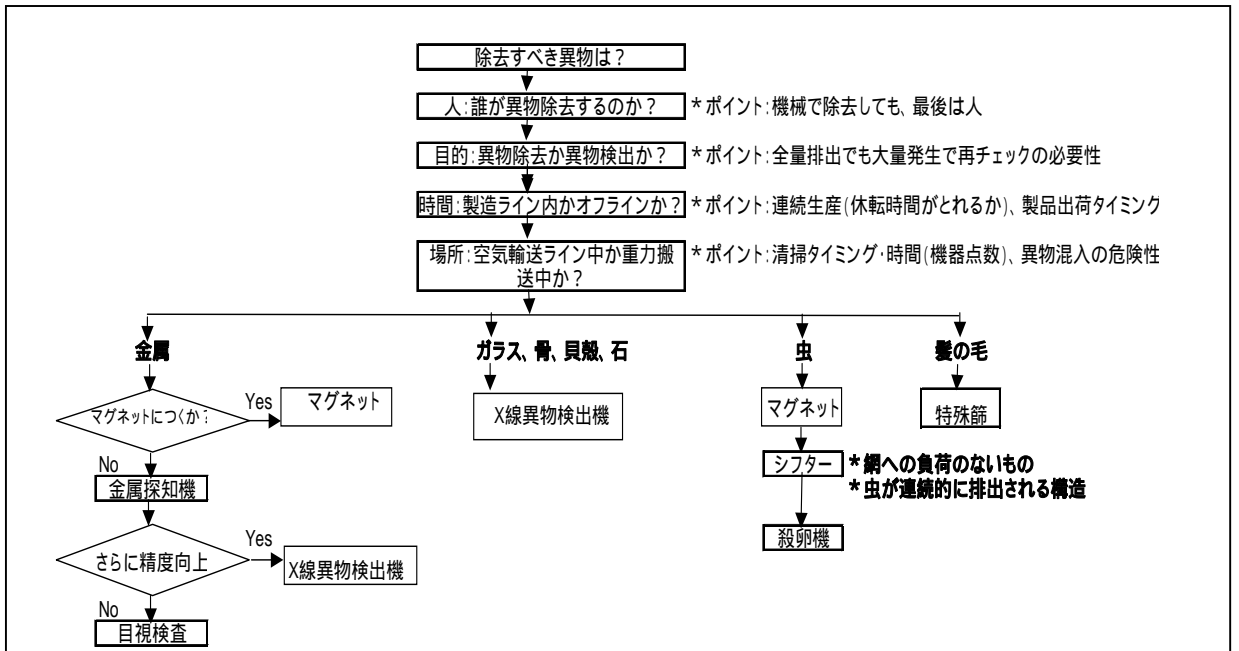 除去すべき異物は？
人:誰が異物除去するのか？ *ポイント:機械で除去しても、最後は人
目的:異物除去か異物検出か？ *ポイント:全量排出でも大量発生で再チェックの必要性
時間:製造ライン内かオフラインか？ *ポイント:連続生産(休転時間がとれるか)、製品出荷タイミング
場所:空気輸送ライン中か重力搬 *ポイント:清掃タイミング・時間(機器点数)、異物混入の危険性
送中か？
金属 ガラス、骨、貝殻、石 虫 髪の毛
マグネットにつくか？ Yes マグネット X線異物検出機 マグネット 特殊篩
No
金属探知機 シフター *網への負荷のないもの
*虫が連続的に排出される構造
さらに精度向上 Yes X線異物検出機 殺卵機
No
目視検査